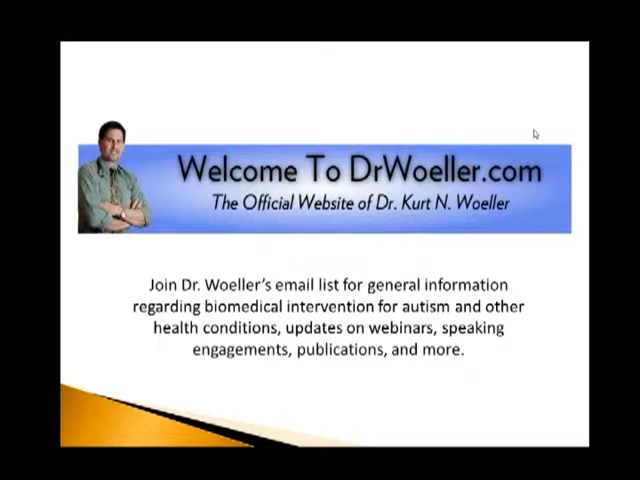 Welcome To DrWoeller.com
The Official Website of Dr. Kurt N. Woeller
Join Dr. Woeller's email list for general information
regarding biomedical intervention for autism and other
health conditions, updates on webinars, speaking
engagements, publications, and more.